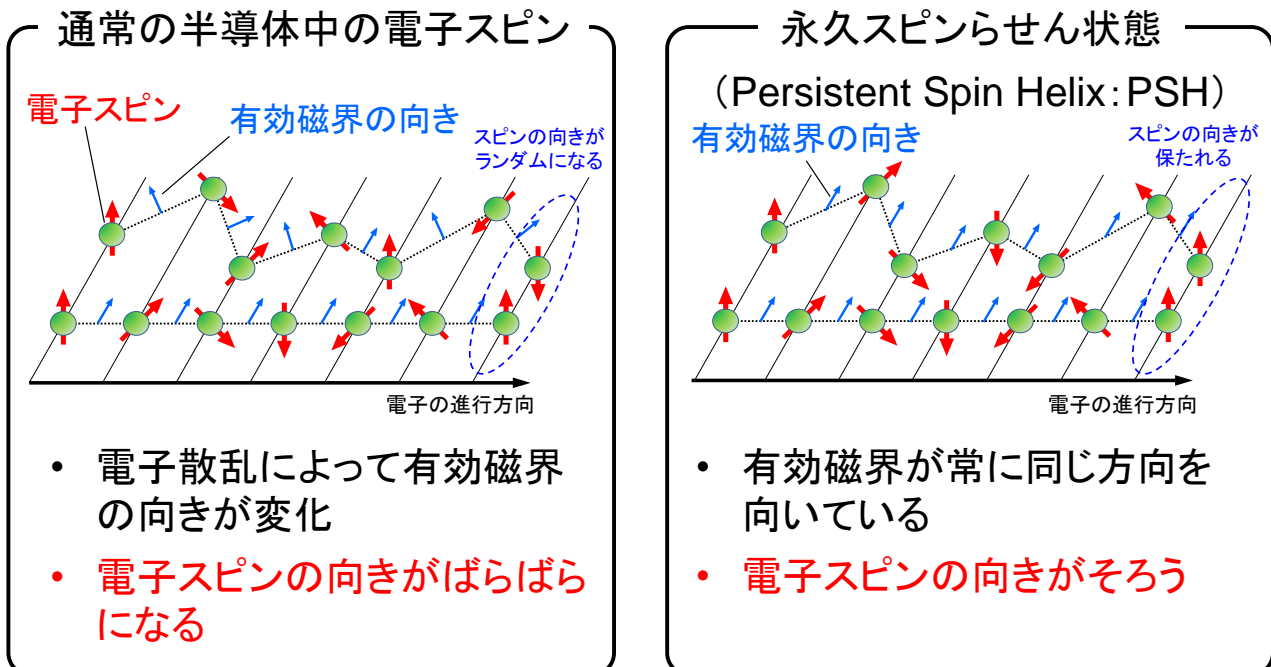 通常の半導体中の電子スピン
電子スピン
有効磁界の向き
スピンの向きが
ランダムになる
電子の進行方向
• 電子散乱によって有効磁界
の向きが変化
• 電子スピンの向きがばらばら
になる
永久スピンらせん状態
（Persistent Spin Helix：PSH）
有効磁界の向き
スピンの向きが
保たれる
電子の進行方向
• 有効磁界が常に同じ方向を
向いている
• 電子スピンの向きがそろう